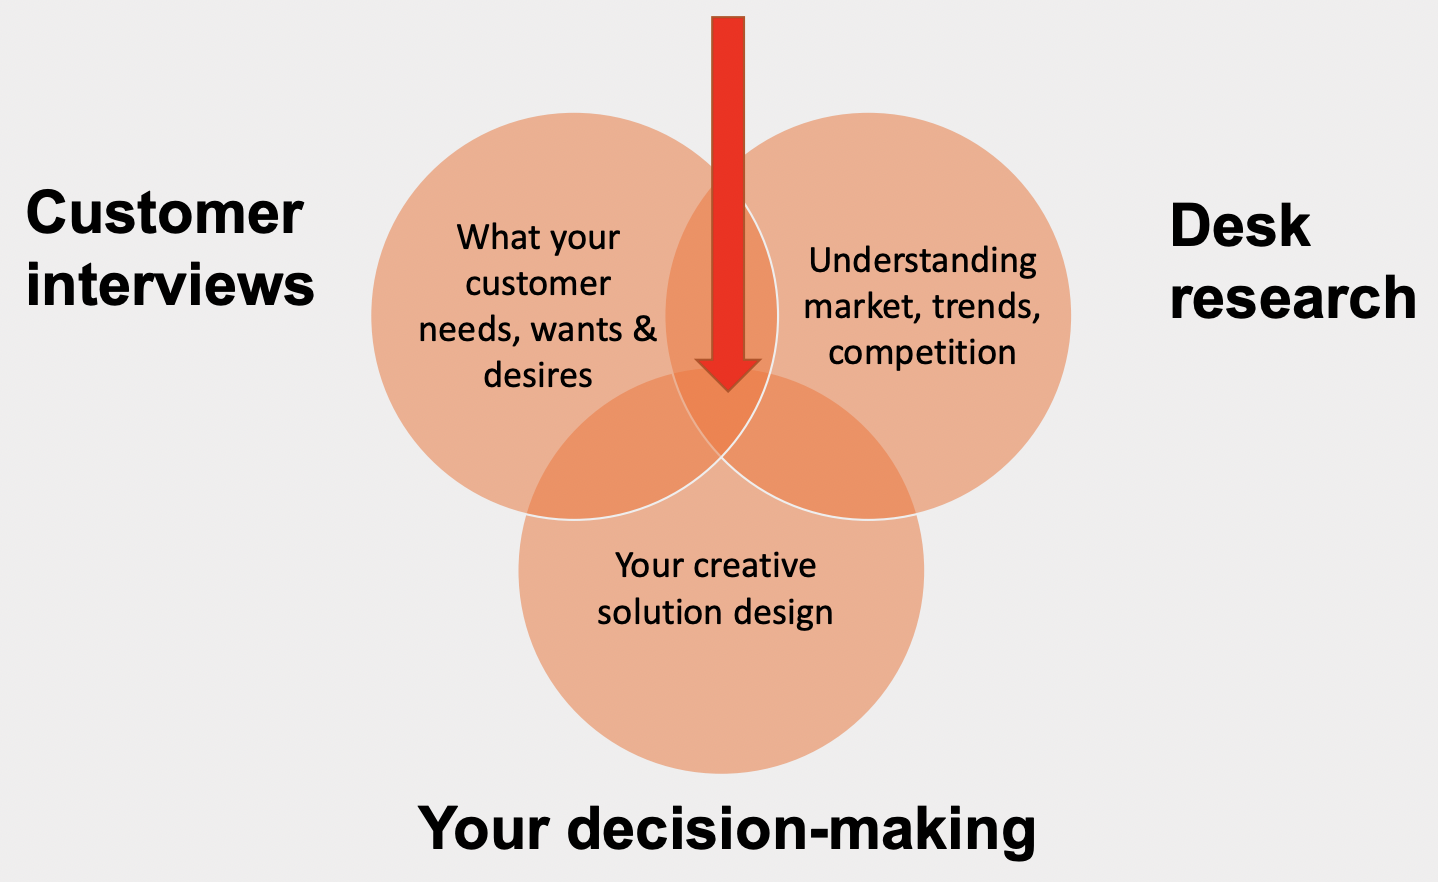 Customer
interviews
What your
customer
needs, wants &
desires
Understanding
market, trends,
competition
Desk
research
Your creative
solution design
Your decision-making